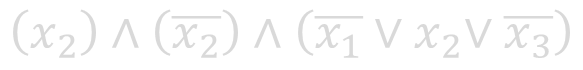 (x₂) ∧ (x̅₂) ∧ (x̅₁ ∨ x₂∨ x̅₃)